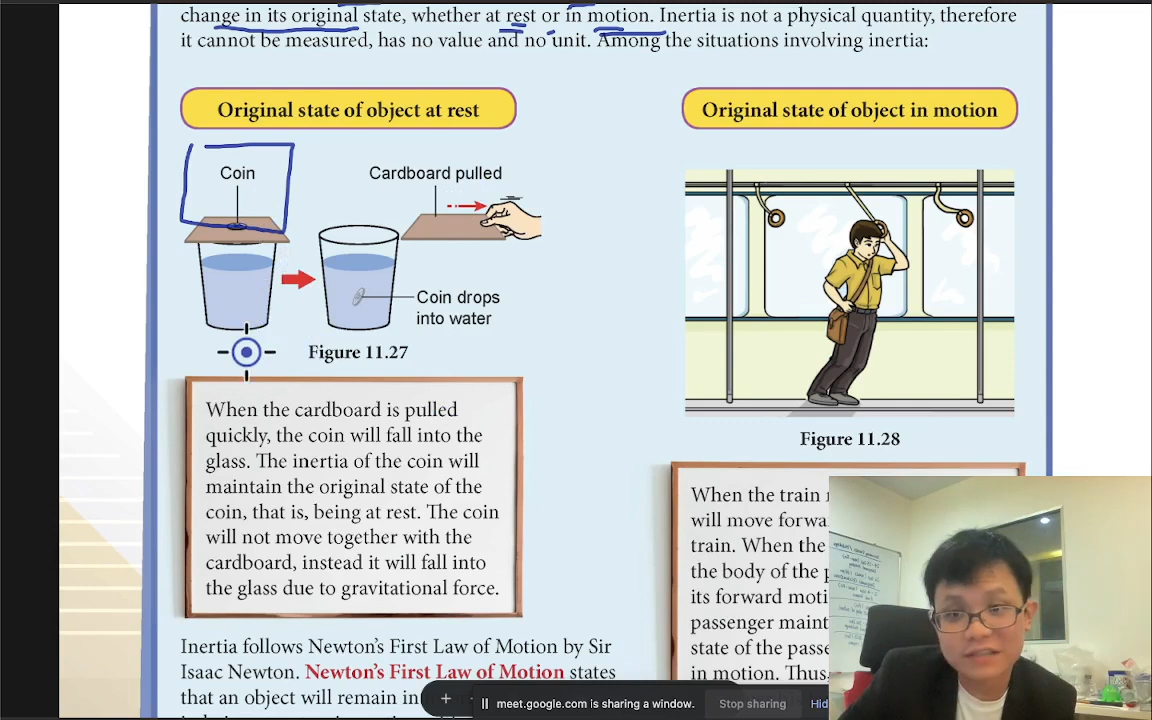 change in its original state, whether at rest or in motion. Inertia is not a physical quantity, therefore
it cannot be measured, has no value and no unit. Among the situations involving inertia:
Original state of object at rest
Original state of object in motion
Coin
Cardboard pulled
Coin drops
into water
Figure 11.27
When the cardboard is pulled
quickly, the coin will fall into the
glass. The inertia of the coin will
maintain the original state of the
coin, that is, being at rest. The coin
will not move together with the
cardboard, instead it will fall into
the glass due to gravitational force.
Figure 11.28
When the train
will move
train. When the
the body of the
its forward
passenger
state of the
in motion. Thus,
Inertia follows Newton's First Law of Motion by Sir
Isaac Newton. Newton's First Law of Motion states
that an object will remain
meet.google.com is sharing a window.
Stop sharing